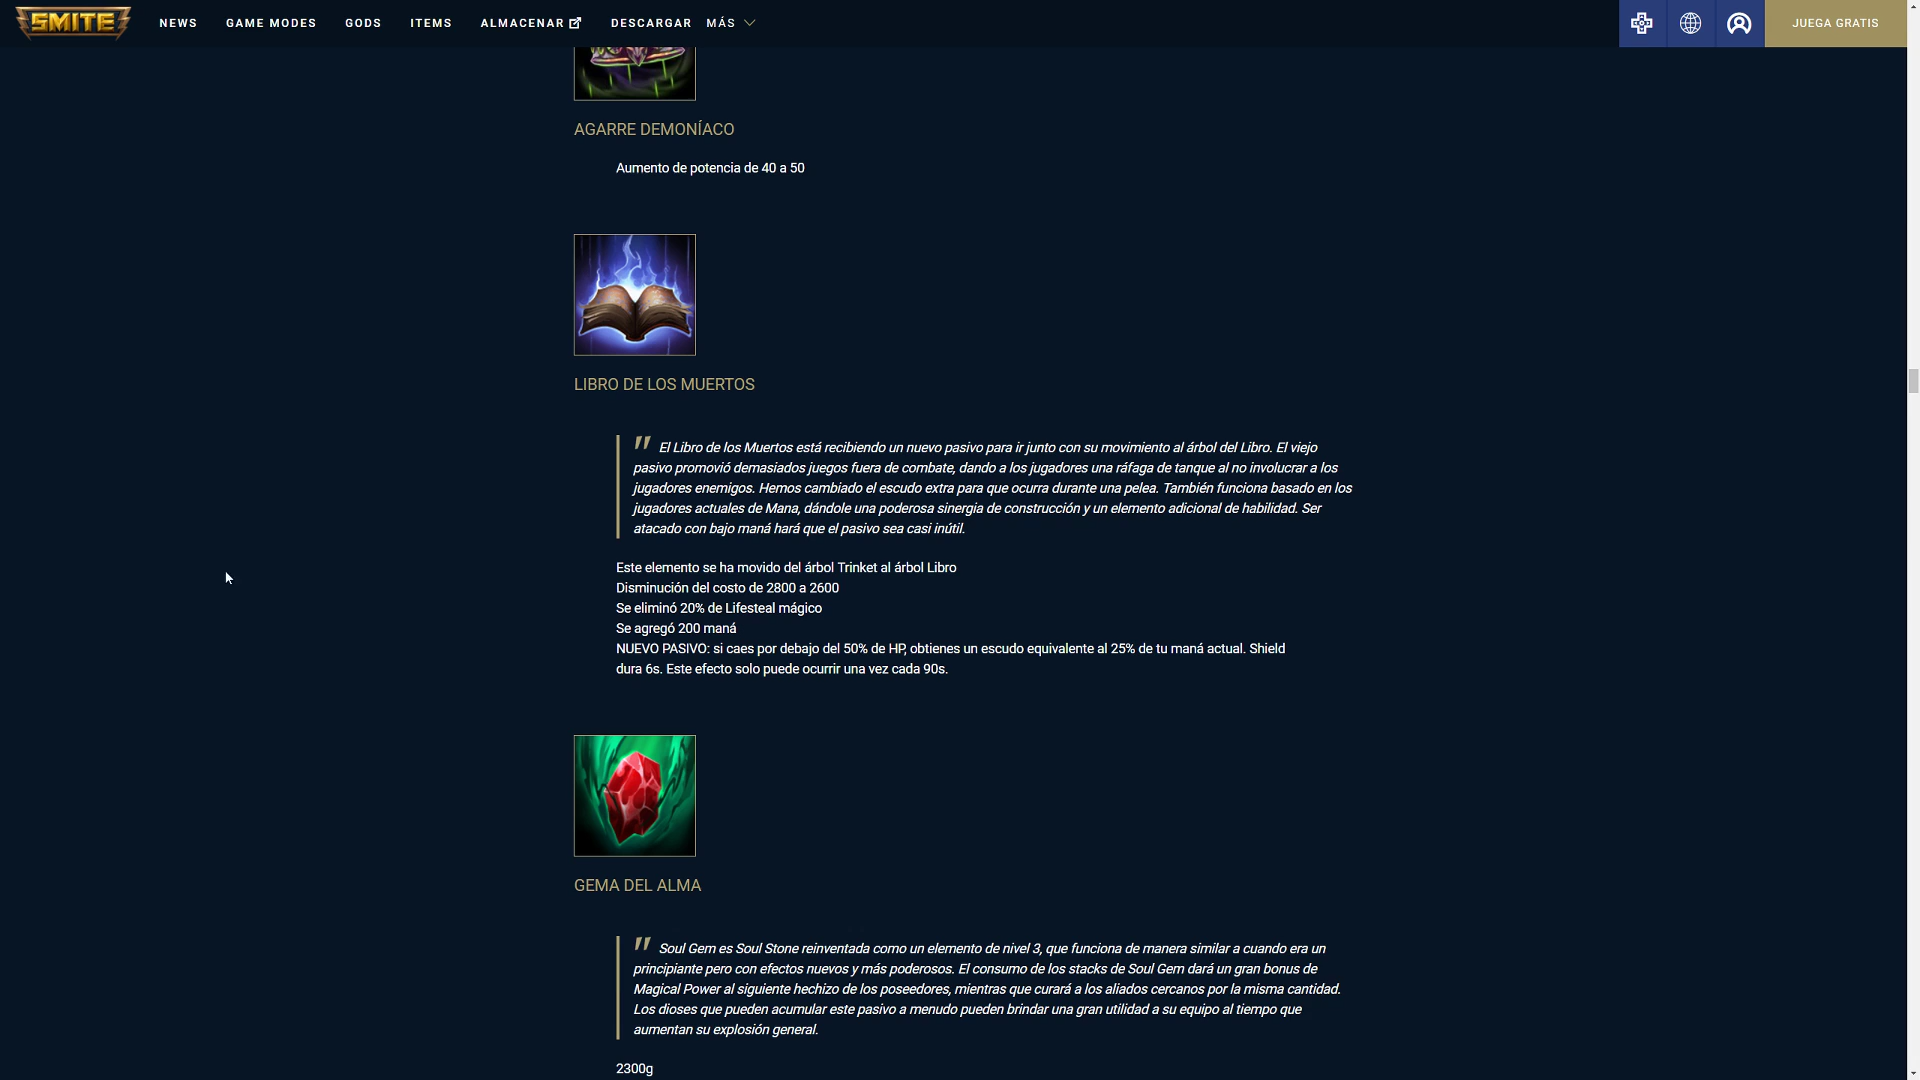 SMITE
NEWS
GAME MODES
GODS
ITEMS
ALMACENAR
DESCARGAR
MÁS
JUEGA GRATIS
AGARRE DEMONÍACO
Aumento de potencia de 40 a 50
LIBRO DE LOS MUERTOS
" El Libro de los Muertos está recibiendo un nuevo pasivo para ir junto con su movimiento al árbol del Libro. El viejo
pasivo promovió demasiados juegos fuera de combate, dando a los jugadores una ráfaga de tanque al no involucrar a los
jugadores enemigos. Hemos cambiado el escudo extra para que ocurra durante una pelea. También funciona basado en los
jugadores actuales de Mana, dándole una poderosa sinergia de construcción y un elemento adicional de habilidad. Ser
atacado con bajo maná hará que el pasivo sea casi inútil.
Este elemento se ha movido del árbol Trinket al árbol Libro
Disminución del costo de 2800 a 2600
Se eliminó 20% de Lifesteal mágico
Se agregó 200 maná
NUEVO PASIVO: si caes por debajo del 50% de HP, obtienes un escudo equivalente al 25% de tu maná actual. Shield
dura 6s. Este efecto solo puede ocurrir una vez cada 90s.
GEMA DEL ALMA
" Soul Gem es Soul Stone reinventada como un elemento de nivel 3, que funciona de manera similar a cuando era un
principiante pero con efectos nuevos y más poderosos. El consumo de los stacks de Soul Gem dará un gran bonus de
Magical Power al siguiente hechizo de los poseedores, mientras que curará a los aliados cercanos por la misma cantidad.
Los dioses que pueden acumular este pasivo a menudo pueden brindar una gran utilidad a su equipo al tiempo que
aumentan su explosión general.
2300g